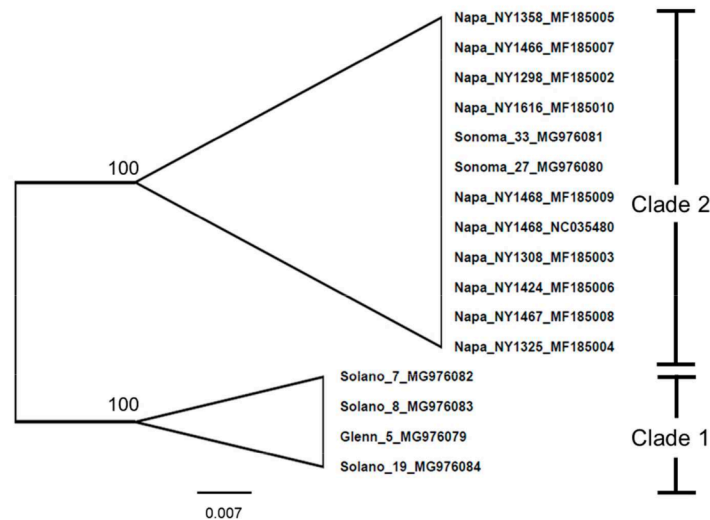 Napa_NY1358_MF185005
Napa_NY1466_MF185007
Napa_NY1298_MF185002
Napa_NY1616_MF185010
Sonoma_33_MG976081
100
Sonoma_27_MG976080
Napa_NY1468_MF185009
Clade 2
Napa_NY1468_NC035480
Napa_NY1308_MF185003
Napa_NY1424_MF185006
Napa_NY1467_MF185008
Napa_NY1325_MF185004
Solano_7_MG976082
100
Solano_8_MG976083
Glenn_5_MG976079
Clade 1
Solano_19_MG976084
0.007